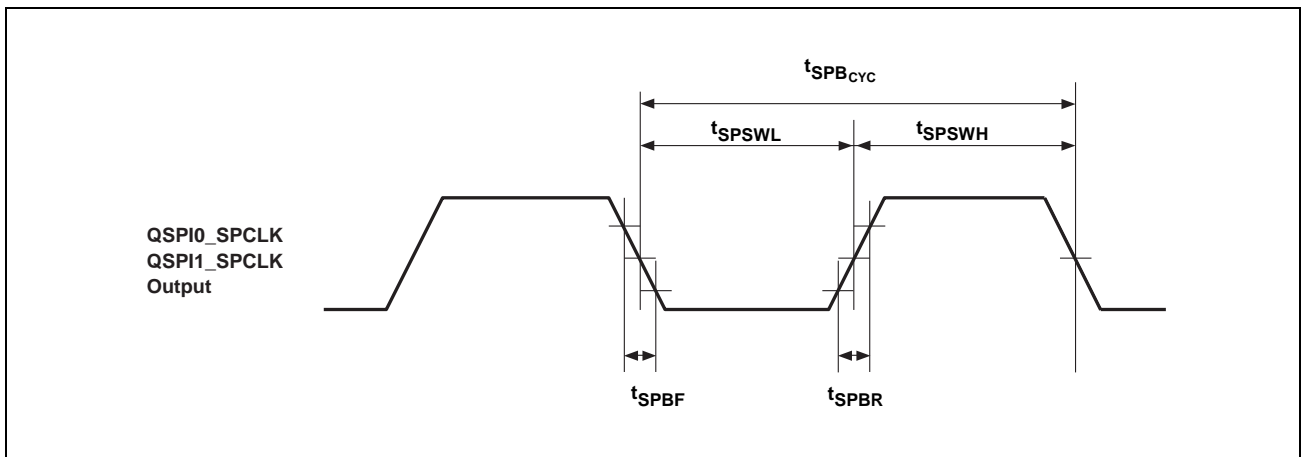 tSPBCYC
tSPSWL tSPSWH
QSPI0_SPCLK
QSPI1_SPCLK
Output
tSPBF tSPBR